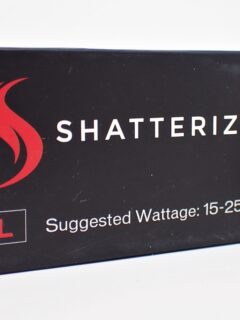 SHATTERIZ
L
Suggested Wattage: 15-25